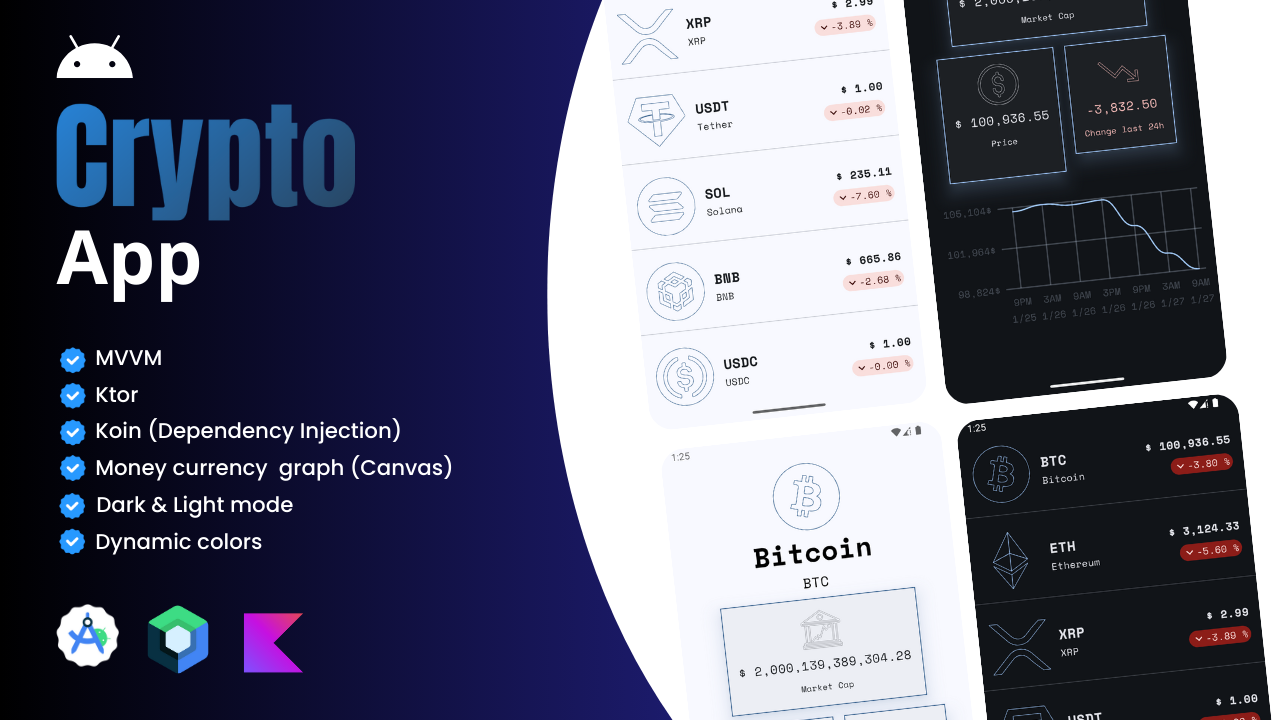 Crypto
App
MVVM
Ktor
Koin (Dependency Injection)
Money currency  graph (Canvas)
Dark & Light mode
Dynamic colors
XRP
XRP
$ 2.99
-3.89 %
USDT
Tether
$ 1.00
-0.02 %
SOL
Solana
$ 235.11
-7.60 %
BNB
BNB
$ 665.86
-2.68 %
USDC
USDC
$ 1.00
-0.00 %
Market Cap
$ 100,936.55
Price
-3,832.50
Change last 24h
105,104$
101,964$
98,824$
9PM 3AM 9AM 3PM 9PM 3AM 9AM
1/25 1/26 1/26 1/26 1/26 1/27 1/27
1:25
Bitcoin
BTC
$ 2,000,139,389,304.28
Market Cap
1:25
BTC
Bitcoin
$ 100,936.55
-3.80 %
ETH
Ethereum
$ 3,124.33
-5.60 %
XRP
XRP
$ 2.99
-3.89 %
USDT
$ 1.00